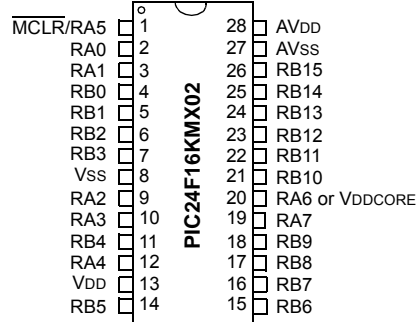 MCLR/RA5 1 28 AVDD
RA0 2 27 AVSS
RA1 3 26 RB15
RB0 4 25 RB14
RB1 5 24 RB13
RB2 6 23 RB12
RB3 7 22 RB11
VSS 8 21 RB10
RA2 9 20 RA6 or VDDCORE
RA3 10 19 RA7
RB4 11 18 RB9
RA4 12 17 RB8
VDD 13 16 RB7
RB5 14 15 RB6
PIC24F16KMX02